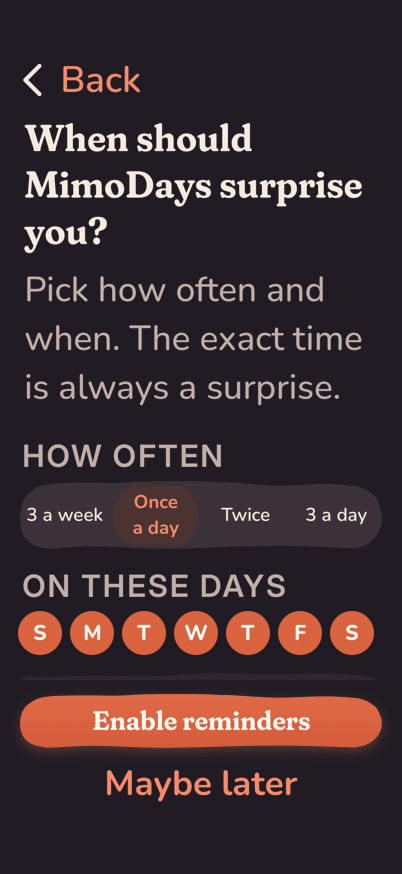 Back
When should
MimoDays surprise
you?
Pick how often and
when. The exact time
is always a surprise.
HOW OFTEN
3 a week
Once
a day
Twice
3 a day
ON THESE DAYS
S M T W T F S
Enable reminders
Maybe later